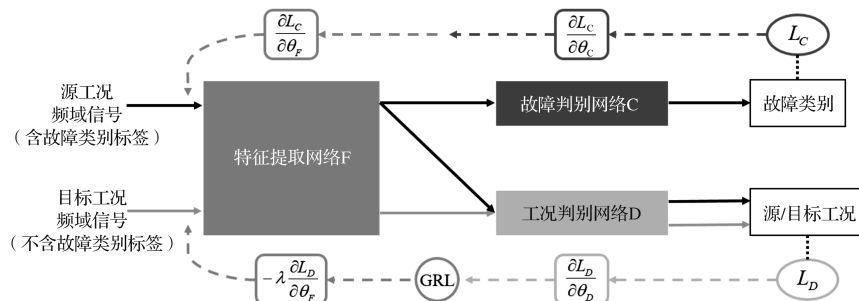 ∂L_C/∂θ_F
∂L_C/∂θ_C
L_C
源工况
频域信号
（含故障类别标签）
特征提取网络F
故障判别网络C
故障类别
目标工况
频域信号
（不含故障类别标签）
工况判别网络D
源/目标工况
-λ ∂L_D/∂θ_F
GRL
∂L_D/∂θ_D
L_D